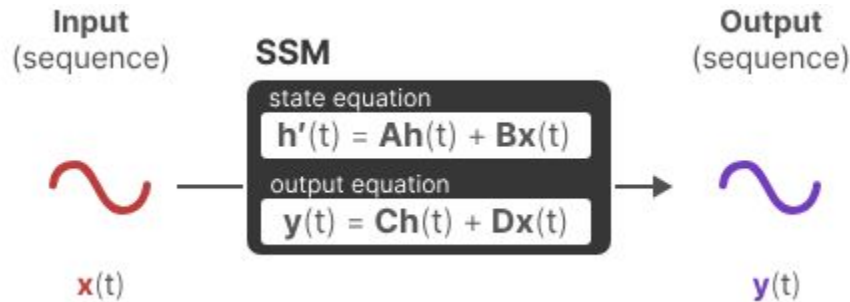 Input
(sequence)
SSM
state equation
h'(t) = Ah(t) + Bx(t)
output equation
y(t) = Ch(t) + Dx(t)
Output
(sequence)
x(t)
y(t)